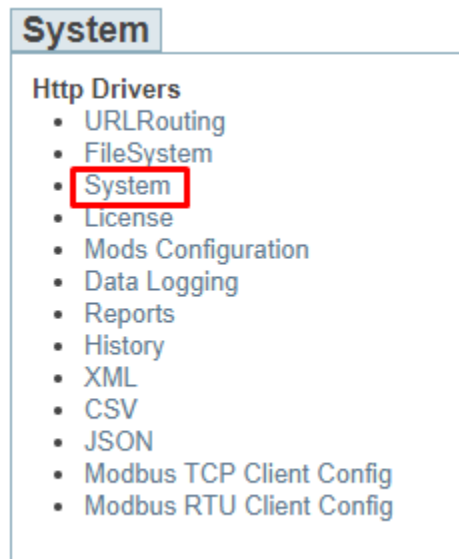 System
Http Drivers
URLRouting
FileSystem
System
License
Mods Configuration
Data Logging
Reports
History
XML
CSV
JSON
Modbus TCP Client Config
Modbus RTU Client Config